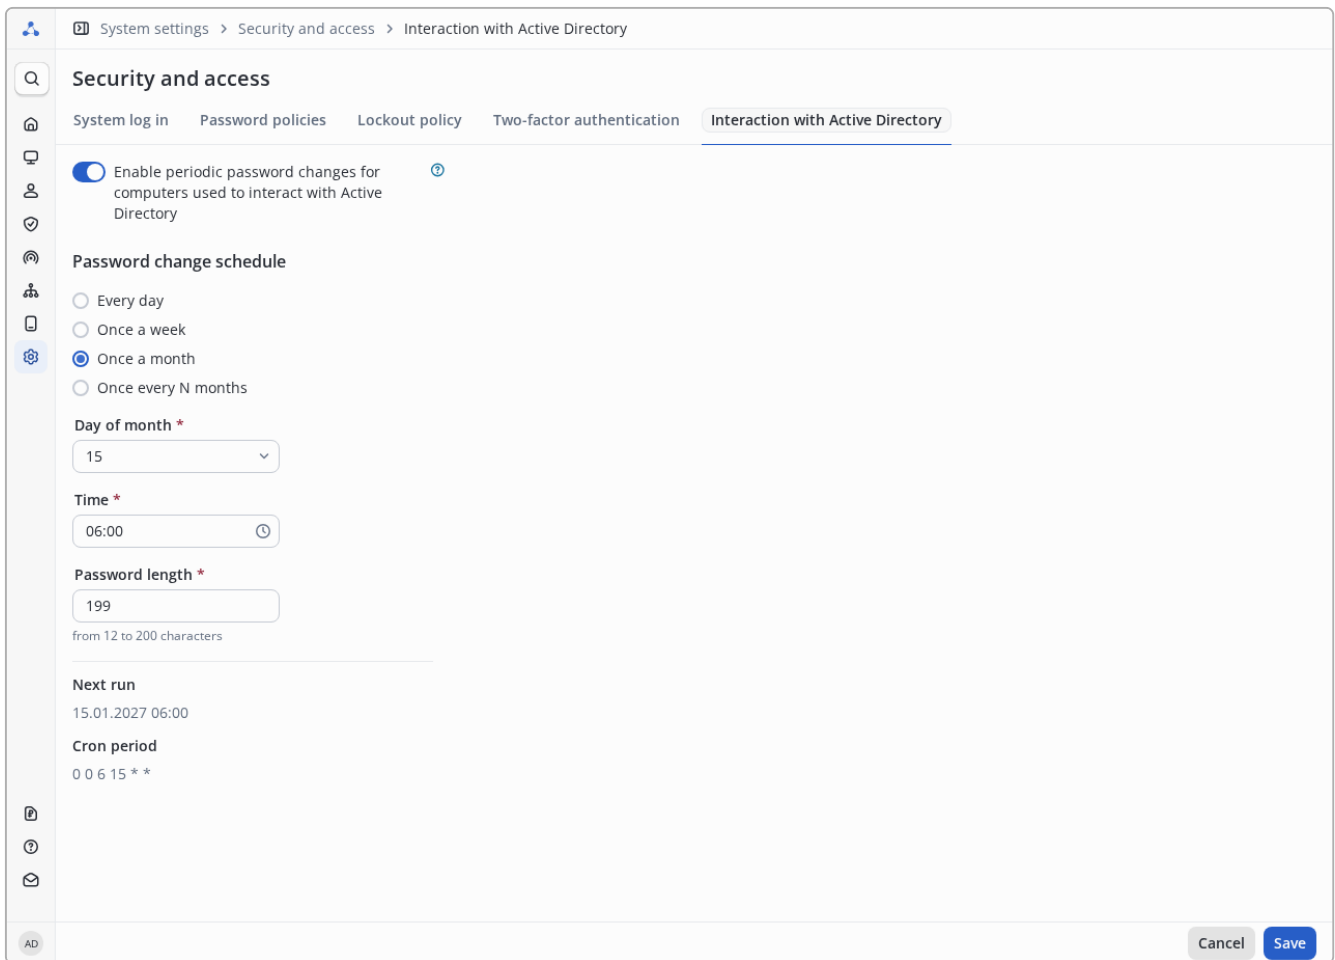 System settings > Security and access > Interaction with Active Directory
Security and access
System log in Password policies Lockout policy Two-factor authentication Interaction with Active Directory
Enable periodic password changes for
computers used to interact with Active
Directory
Password change schedule
Every day
Once a week
Once a month
Once every N months
Day of month *
15
Time *
06:00
Password length *
199
from 12 to 200 characters
Next run
15.01.2027 06:00
Cron period
0 0 6 15 * *
AD
Cancel Save